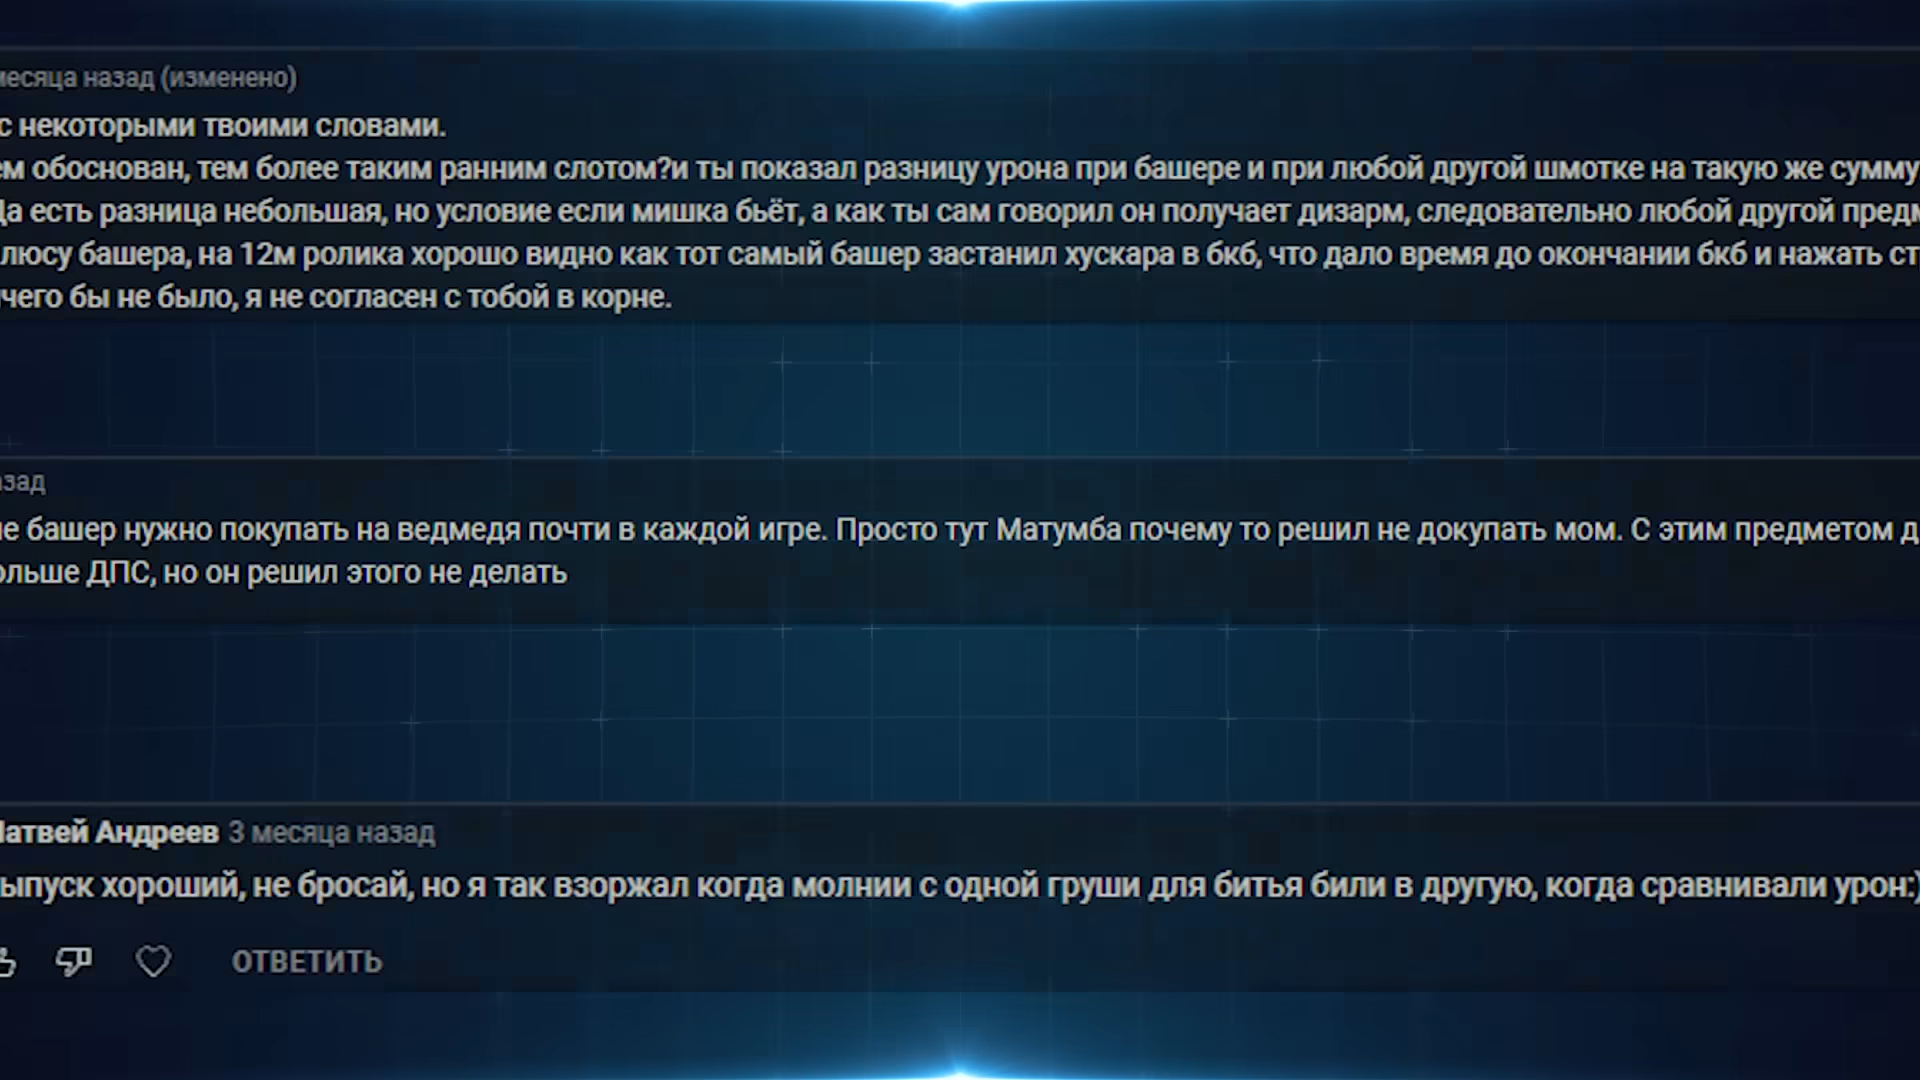 месяца назад (изменено)
с некоторыми твоими словами.
ем обоснован, тем более таким ранним слотом?и ты показал разницу урона при башере и при любой другой шмотке на такую же сумму
Да есть разница небольшая, но условие если мишка бьёт, а как ты сам говорил он получает дизарм, следовательно любой другой предм
люсу башера, на 12м ролика хорошо видно как тот самый башер застанил хускара в бкб, что дало время до окончании бкб и нажать ст
чего бы не было, я не согласен с тобой в корне.
азад
е башер нужно покупать на ведмедя почти в каждой игре. Просто тут Матумба почему то решил не докупать мом. С этим предметом д
ольше ДПС, но он решил этого не делать
Матвей Андреев 3 месяца назад
ыпуск хороший, не бросай, но я так взоржал когда молнии с одной груши для битья били в другую, когда сравнивали урон:)
ОТВЕТИТЬ